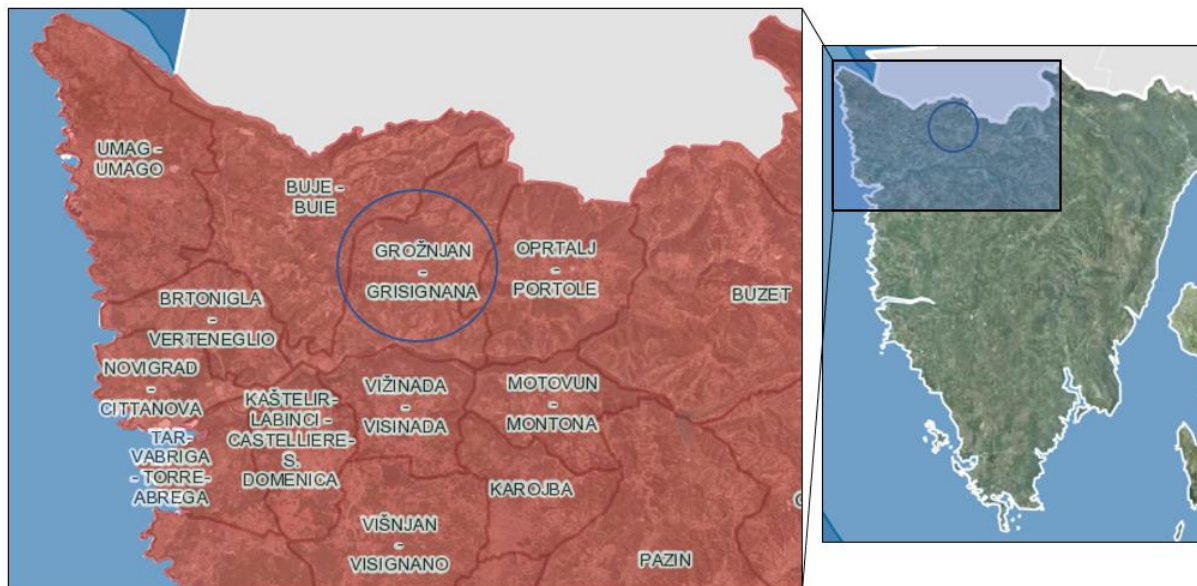 UMAG -
UMAGO
BUJE -
BUIE
GROŽNJAN
-
GRISIGNANA
OPRTALJ
-
PORTOLE
BUZET
BRTONIGLA
-
VERTENEGLIO
NOVIGRAD
-
CITTANOVA
KAŠTELIR-
LABINCI -
CASTELLIERE-
S.
DOMENICA
VIŽINADA
-
VISINADA
MOTOVUN
-
MONTONA
TAR-
VABRIGA
- TORRE-
ABREGA
KAROJBA
VIŠNJAN
-
VISIGNANO
PAZIN